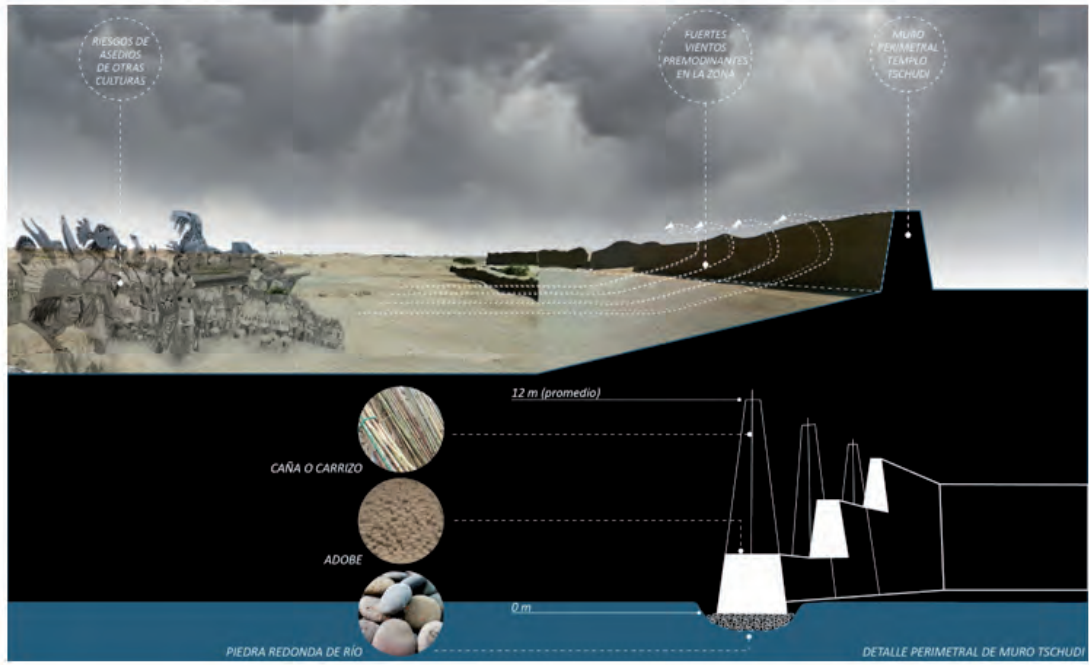 RIESGOS DE
ASEDIOS
DE OTRAS
CULTURAS
FUERTES
VIENTOS
PREMODINANTES
EN LA ZONA
MURO
PERIMETRAL
TEMPLO
TSCHUDI
12 m (promedio)
CAÑA O CARRIZO
ADOBE
0 m
PIEDRA REDONDA DE RÍO
DETALLE PERIMETRAL DE MURO TSCHUDI